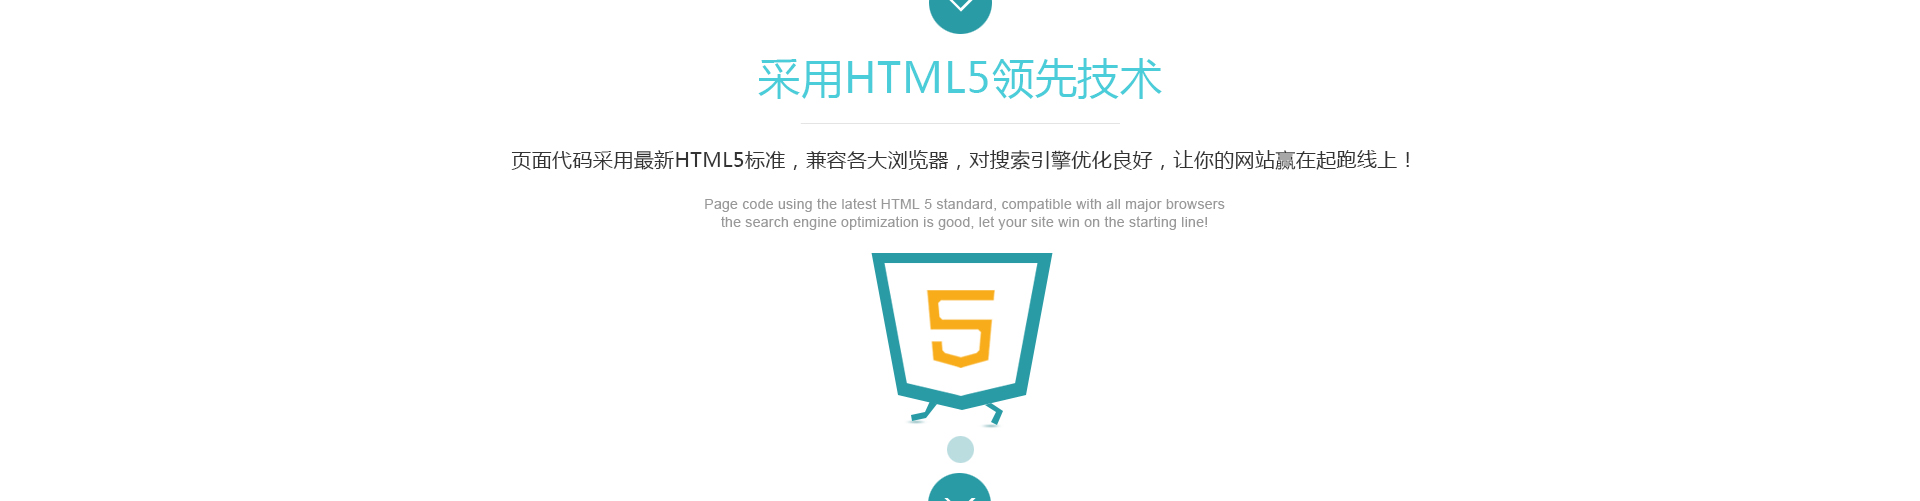 采用HTML5领先技术
页面代码采用最新HTML5标准，兼容各大浏览器，对搜索引擎优化良好，让你的网站赢在起跑线上！
Page code using the latest HTML 5 standard, compatible with all major browsers
the search engine optimization is good, let your site win on the starting line!
5